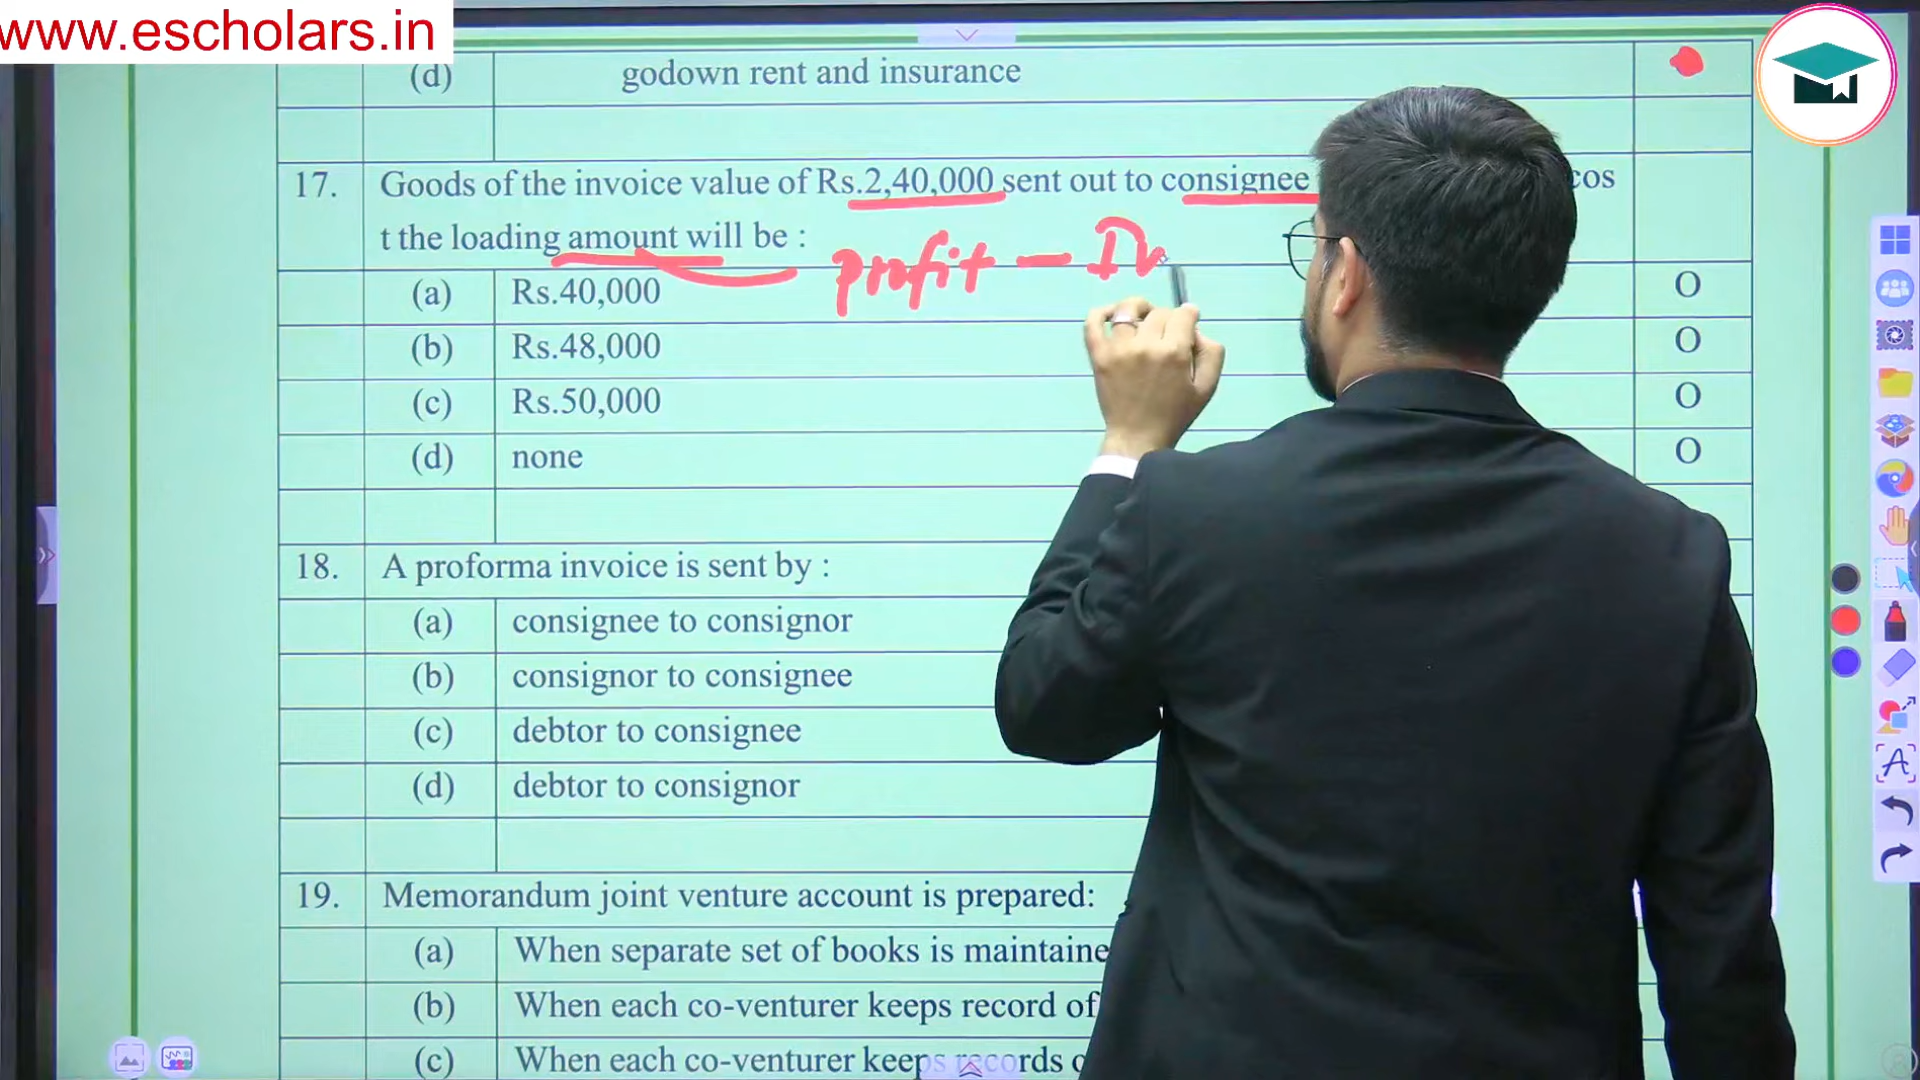 www.escholars.in
(d) godown rent and insurance
17. Goods of the invoice value of Rs.2,40,000 sent out to consignee cos
t the loading amount will be :
profit - Inv
(a) Rs.40,000 O
(b) Rs.48,000 O
(c) Rs.50,000 O
(d) none O
18. A proforma invoice is sent by :
(a) consignee to consignor
(b) consignor to consignee
(c) debtor to consignee
(d) debtor to consignor
19. Memorandum joint venture account is prepared:
(a) When separate set of books is maintaine
(b) When each co-venturer keeps record of
(c) When each co-venturer keeps records o